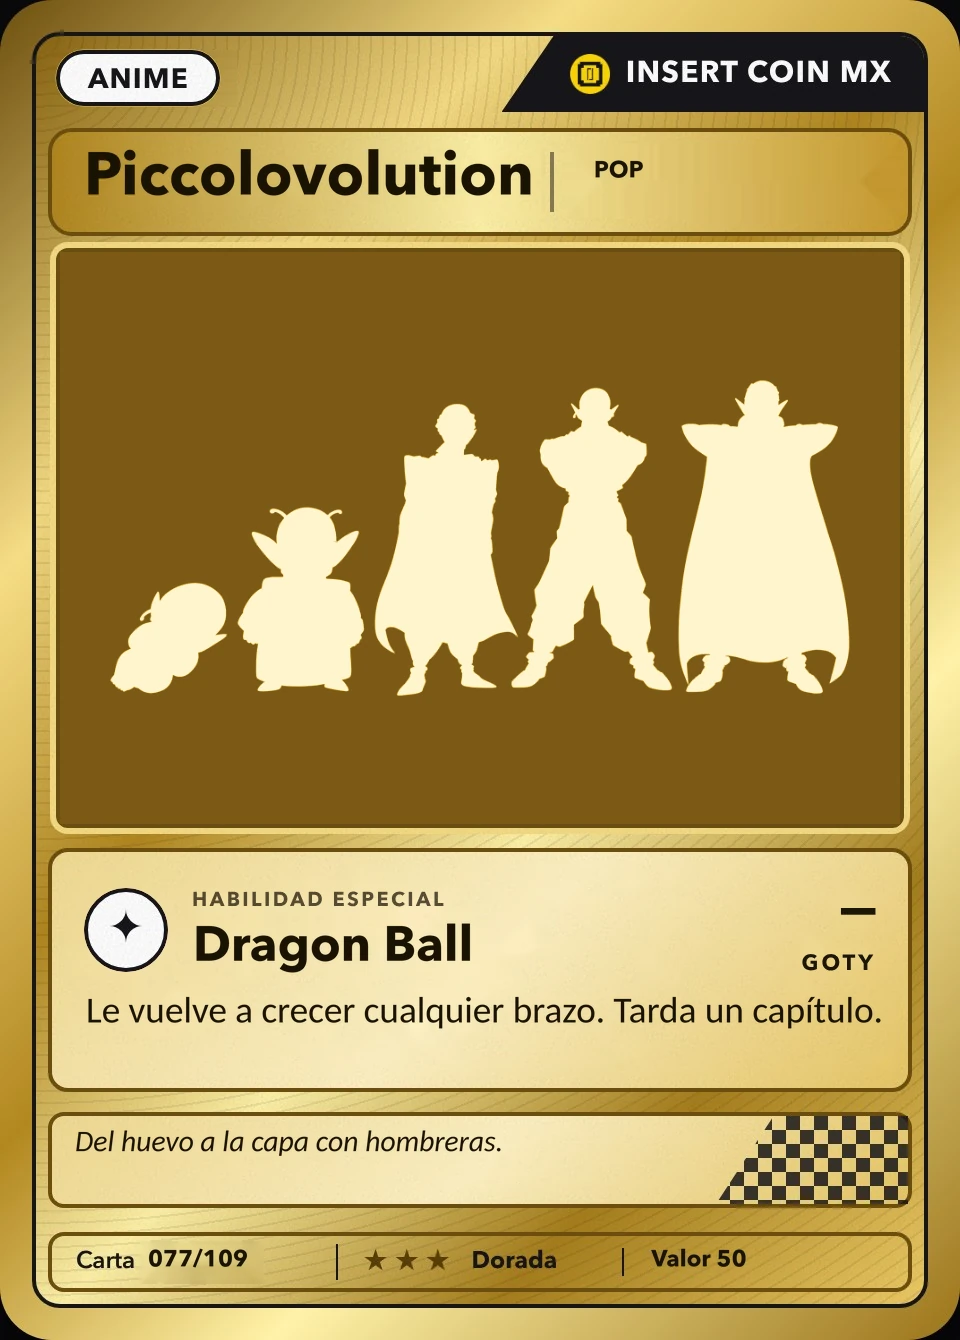 ANIME
INSERT COIN MX
Piccolovolution
POP
HABILIDAD ESPECIAL
Dragon Ball
—
GOTY
Le vuelve a crecer cualquier brazo. Tarda un capítulo.
Del huevo a la capa con hombreras.
Carta 077/109 ★★★ Dorada Valor 50